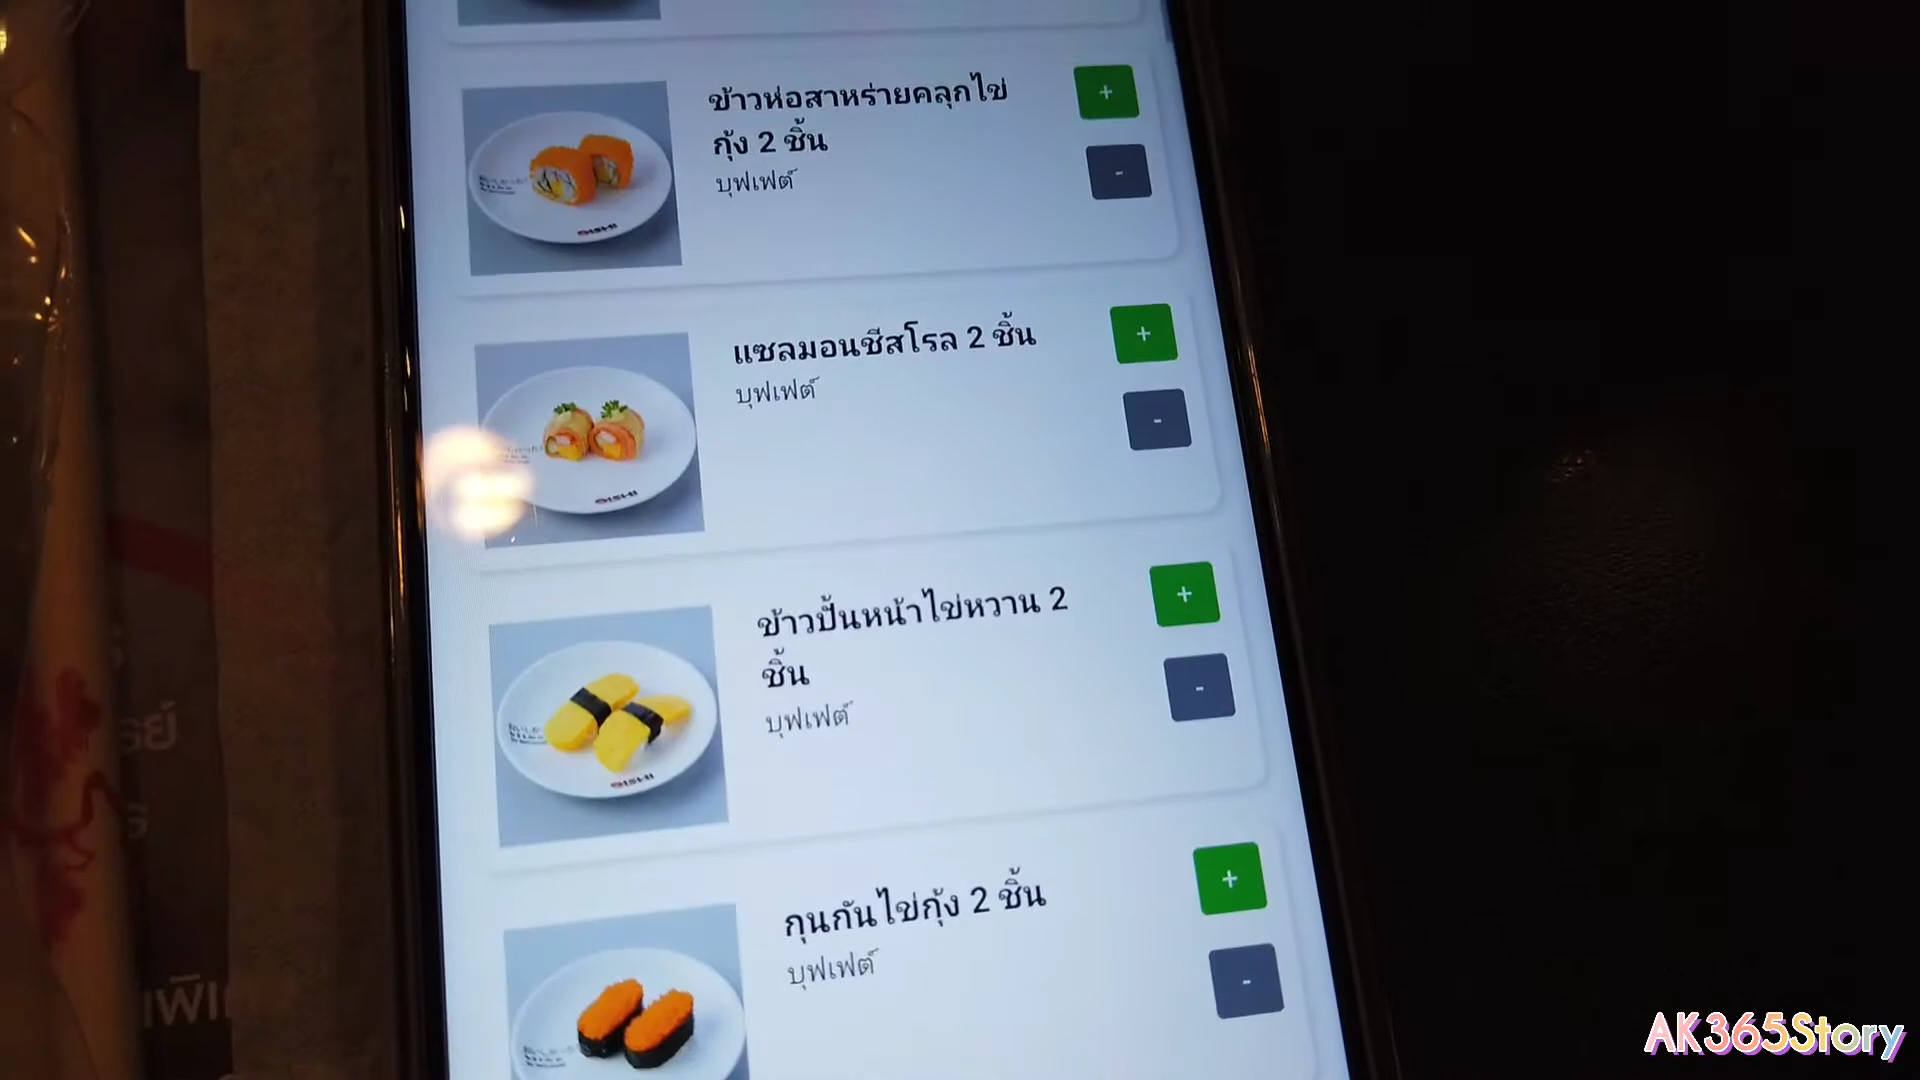 ข้าวห่อสาหร่ายคลุกไข่
กุ้ง 2 ชิ้น
บุฟเฟต์
+
-
OISHI
แซลมอนชีสโรล 2 ชิ้น
บุฟเฟต์
+
-
OISHI
ข้าวปั้นหน้าไข่หวาน 2
ชิ้น
บุฟเฟต์
+
-
OISHI
กุนกันไข่กุ้ง 2 ชิ้น
บุฟเฟต์
+
-
AK365Story